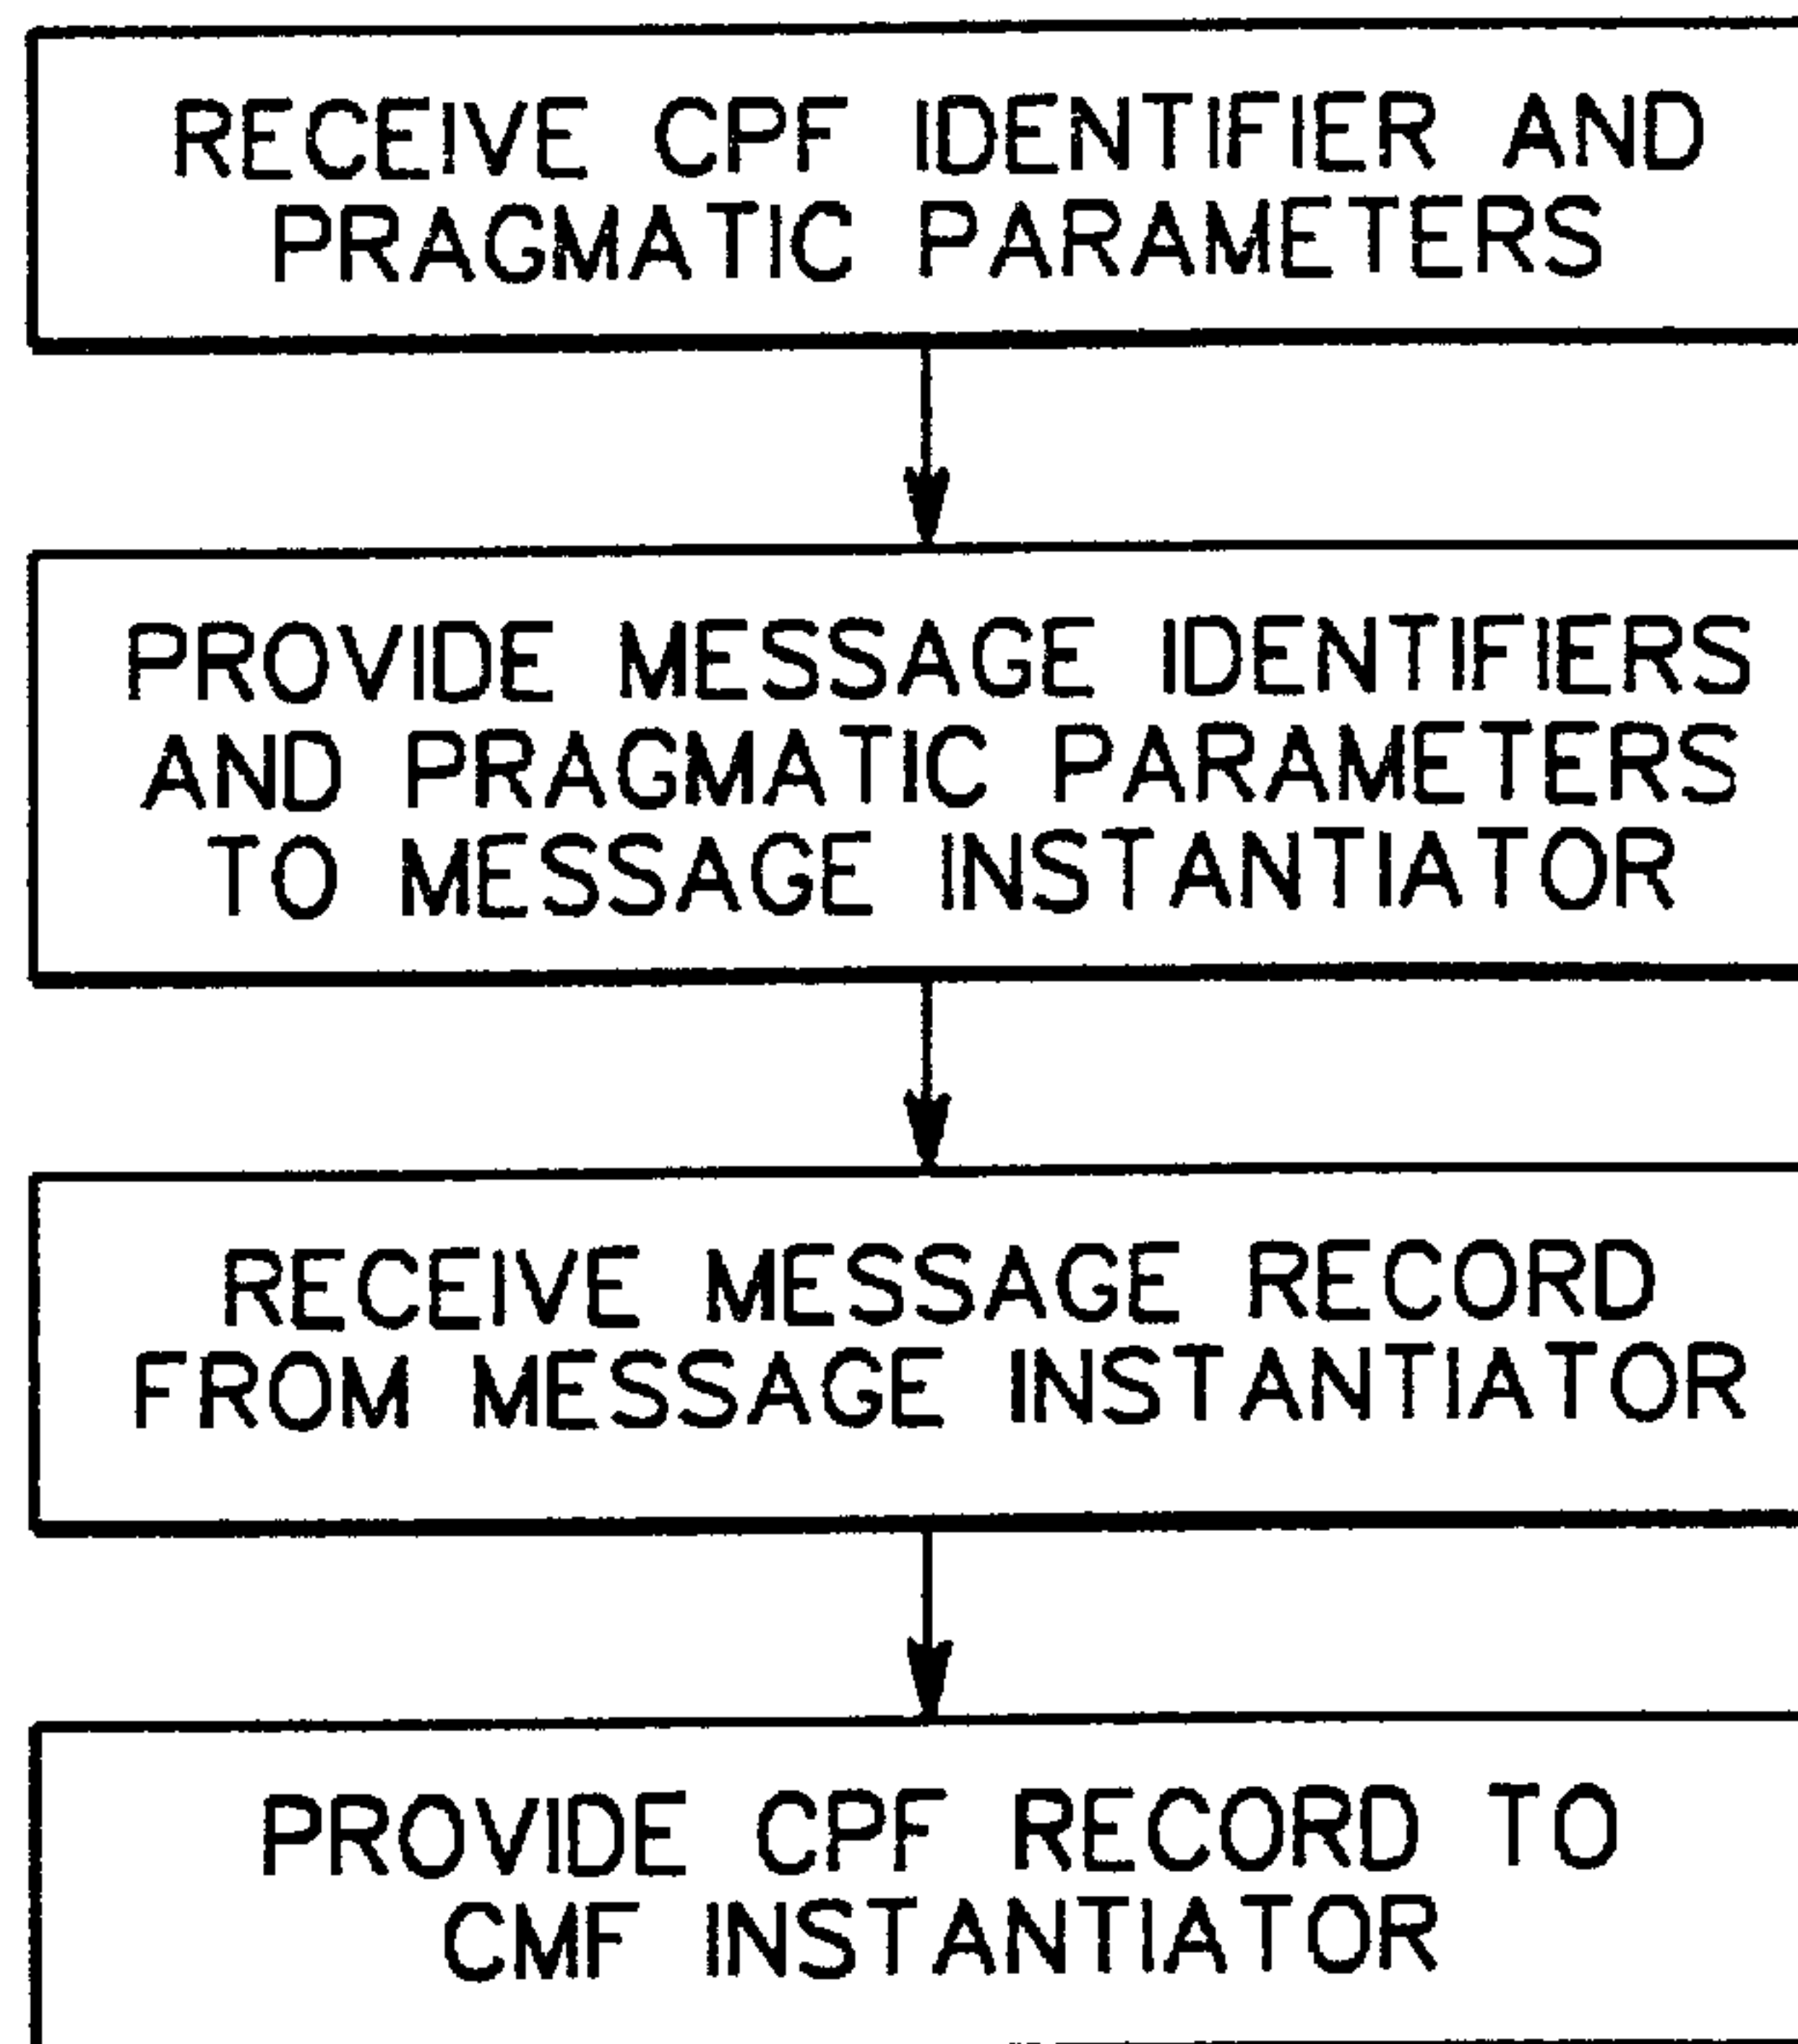 RECEIVE CPF IDENTIFIER AND
PRAGMATIC PARAMETERS
PROVIDE MESSAGE IDENTIFIERS
AND PRAGMATIC PARAMETERS
TO MESSAGE INSTANTIATOR
RECEIVE MESSAGE RECORD
FROM MESSAGE INSTANTIATOR
PROVIDE CPF RECORD TO
CMF INSTANTIATOR